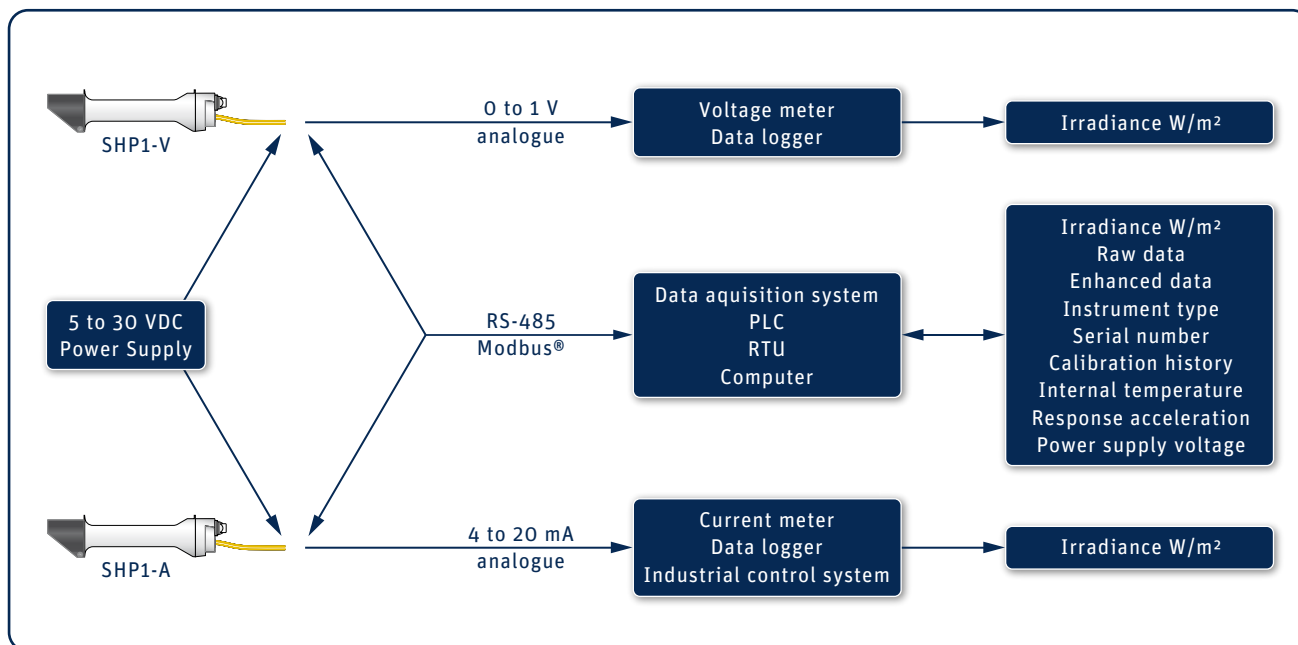 SHP1-V
0 to 1 V
analogue
Voltage meter
Data logger
Irradiance W/m²
5 to 30 VDC
Power Supply
RS-485
Modbus®
Data aquisition system
PLC
RTU
Computer
Irradiance W/m²
Raw data
Enhanced data
Instrument type
Serial number
Calibration history
Internal temperature
Response acceleration
Power supply voltage
SHP1-A
4 to 20 mA
analogue
Current meter
Data logger
Industrial control system
Irradiance W/m²